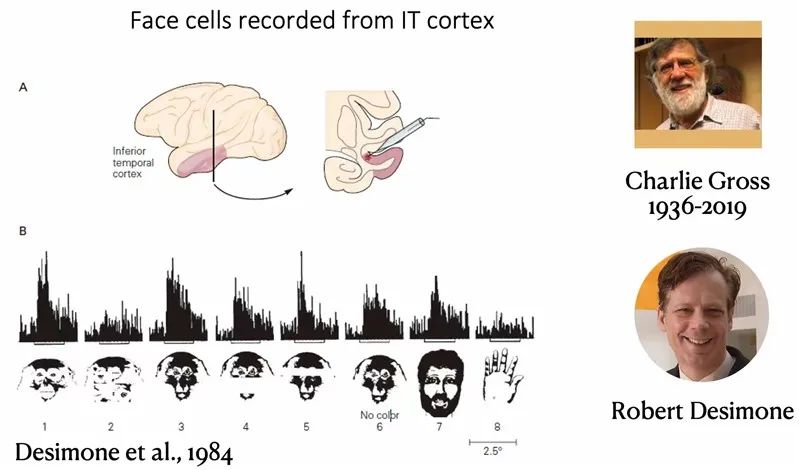 Face cells recorded from IT cortex
A
Inferior
temporal
cortex
Charlie Gross
1936-2019
B
1 2 3 4 5 6 7 8
No color
2.5°
Desimone et al., 1984
Robert Desimone